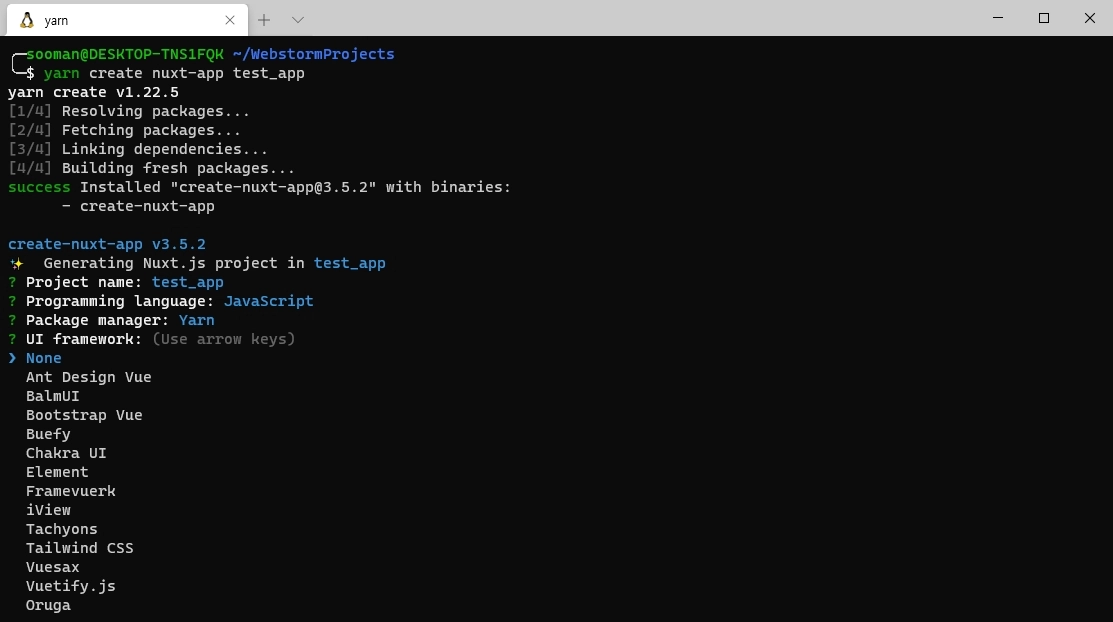 yarn
sooman@DESKTOP-TNS1FQK ~/WebstormProjects
$ yarn create nuxt-app test_app
yarn create v1.22.5
[1/4] Resolving packages...
[2/4] Fetching packages...
[3/4] Linking dependencies...
[4/4] Building fresh packages...
success Installed "create-nuxt-app@3.5.2" with binaries:
- create-nuxt-app
create-nuxt-app v3.5.2
✨ Generating Nuxt.js project in test_app
? Project name: test_app
? Programming language: JavaScript
? Package manager: Yarn
? UI framework: (Use arrow keys)
❯ None
Ant Design Vue
BalmUI
Bootstrap Vue
Buefy
Chakra UI
Element
Framevuerk
iView
Tachyons
Tailwind CSS
Vuesax
Vuetify.js
Oruga